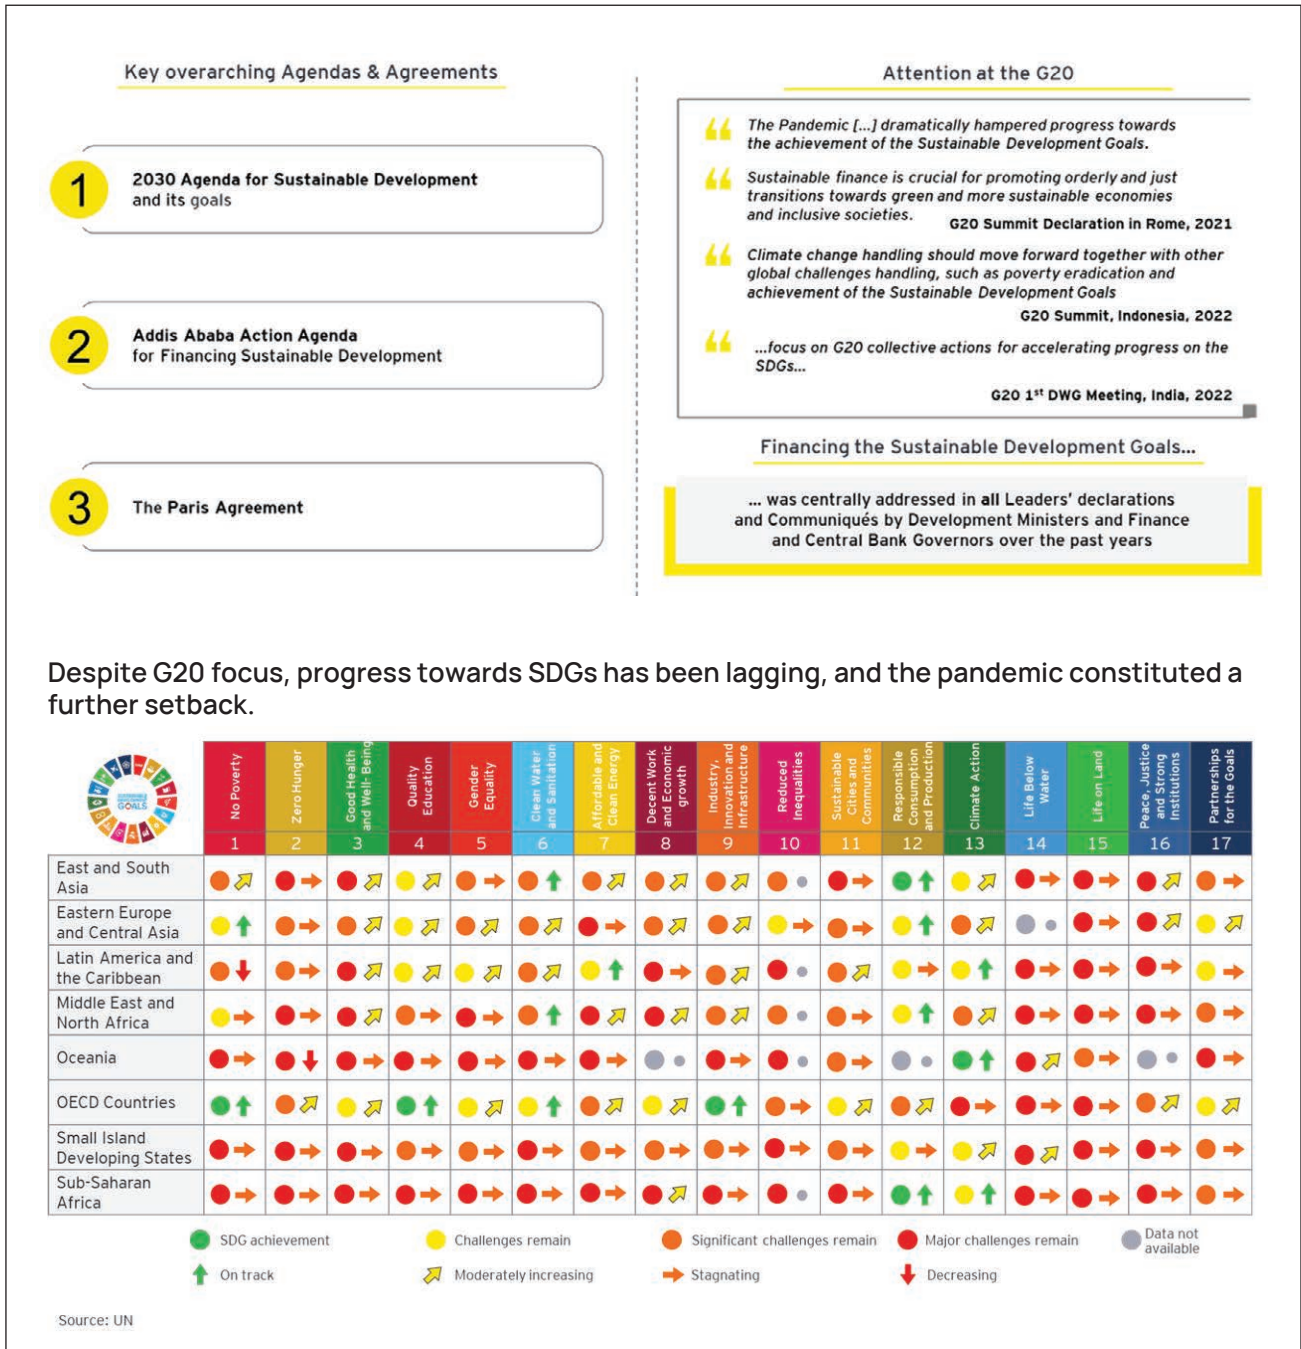 Key overarching Agendas & Agreements
1
2030 Agenda for Sustainable Development
and its goals
2
Addis Ababa Action Agenda
for Financing Sustainable Development
3
The Paris Agreement
Attention at the G20
The Pandemic [...] dramatically hampered progress towards
the achievement of the Sustainable Development Goals.
Sustainable finance is crucial for promoting orderly and just
transitions towards green and more sustainable economies
and inclusive societies.
G20 Summit Declaration in Rome, 2021
Climate change handling should move forward together with other
global challenges handling, such as poverty eradication and
achievement of the Sustainable Development Goals
G20 Summit, Indonesia, 2022
...focus on G20 collective actions for accelerating progress on the
SDGs...
G20 1st DWG Meeting, India, 2022
Financing the Sustainable Development Goals...
... was centrally addressed in all Leaders' declarations
and Communiqués by Development Ministers and Finance
and Central Bank Governors over the past years
Despite G20 focus, progress towards SDGs has been lagging, and the pandemic constituted a
further setback.
SUSTAINABLE
DEVELOPMENT
GOALS
No Poverty
Zero Hunger
Good Health
and Well- Being
Quality
Education
Gender
Equality
Clean Water
and Sanitation
Affordable and
Clean Energy
Decent Work
and Economic
growth
Industry,
Innovation and
Infrastructure
Reduced
Inequalities
Sustainable
Cities and
Communities
Responsible
Consumption
and Production
Climate Action
Life Below
Water
Life on Land
Peace, Justice
and Strong
Institutions
Partnerships
for the Goals
1 2 3 4 5 6 7 8 9 10 11 12 13 14 15 16 17
East and South
Asia
Eastern Europe
and Central Asia
Latin America and
the Caribbean
Middle East and
North Africa
Oceania
OECD Countries
Small Island
Developing States
Sub-Saharan
Africa
SDG achievement
Challenges remain
Significant challenges remain
Major challenges remain
Data not
available
On track
Moderately increasing
Stagnating
Decreasing
Source: UN